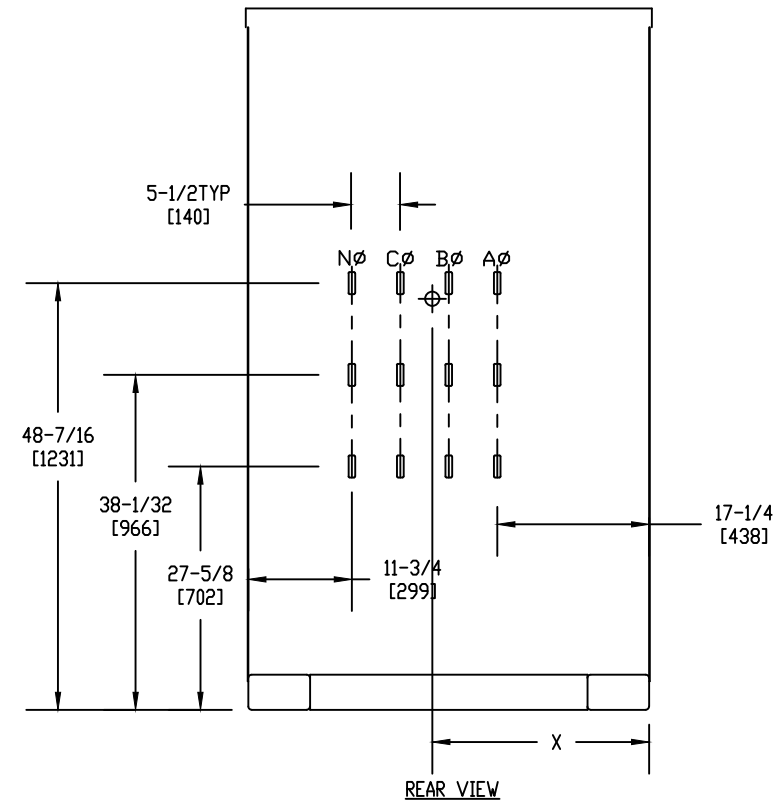 5-1/2TYP
[140]
NØ CØ BØ AØ
48-7/16
[1231]
38-1/32
[966]
17-1/4
[438]
27-5/8
[702]
11-3/4
[299]
X
REAR VIEW